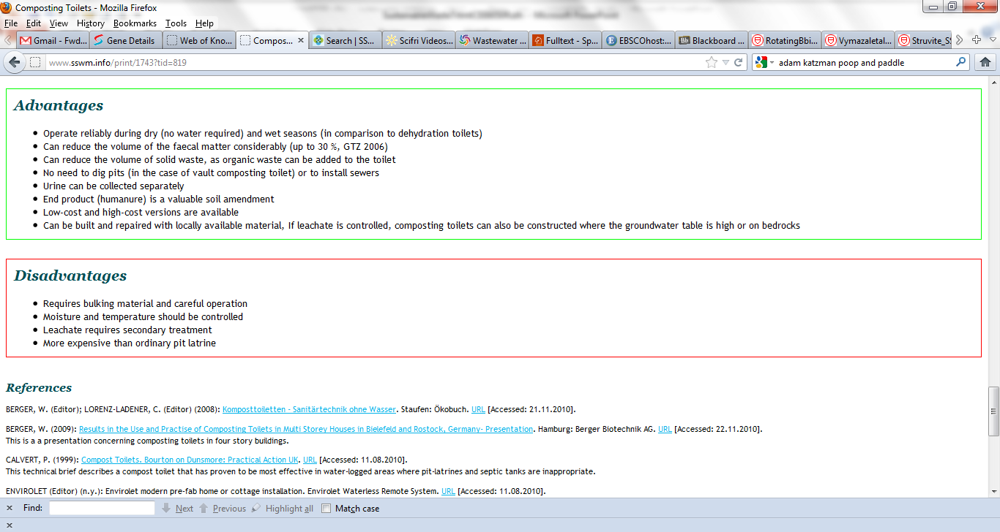 Composting Toilets - Mozilla Firefox
File Edit View History Bookmarks Tools Help
Gmail - Fwd... Gene Details Web of Kno... Compos... Search | SS... Scifri Videos... Wastewater ... Fulltext - Sp... EBSCOhost:... Blackboard ... RotatingBbi... Vymazaletal... Struvite_SS
www.sswm.info/print/1743?tid=819 adam katzman poop and paddle
Advantages
• Operate reliably during dry (no water required) and wet seasons (in comparison to dehydration toilets)
• Can reduce the volume of the faecal matter considerably (up to 30 %, GTZ 2006)
• Can reduce the volume of solid waste, as organic waste can be added to the toilet
• No need to dig pits (in the case of vault composting toilet) or to install sewers
• Urine can be collected separately
• End product (humanure) is a valuable soil amendment
• Low-cost and high-cost versions are available
• Can be built and repaired with locally available material, If leachate is controlled, composting toilets can also be constructed where the groundwater table is high or on bedrocks
Disadvantages
• Requires bulking material and careful operation
• Moisture and temperature should be controlled
• Leachate requires secondary treatment
• More expensive than ordinary pit latrine
References
BERGER, W. (Editor); LORENZ-LADENER, C. (Editor) (2008): Komposttoiletten - Sanitärtechnik ohne Wasser. Staufen: Ökobuch. URL [Accessed: 21.11.2010].
BERGER, W. (2009): Results in the Use and Practise of Composting Toilets in Multi Storey Houses in Bielefeld and Rostock, Germany- Presentation. Hamburg: Berger Biotechnik AG. URL [Accessed: 22.11.2010].
This is a a presentation concerning composting toilets in four story buildings.
CALVERT, P. (1999): Compost Toilets. Bourton on Dunsmore: Practical Action UK. URL [Accessed: 11.08.2010].
This technical brief describes a compost toilet that has proven to be most effective in water-logged areas where pit-latrines and septic tanks are inappropriate.
ENVIROLET (Editor) (n.y.): Envirolet modern pre-fab home or cottage installation. Envirolet Waterless Remote System. URL [Accessed: 11.08.2010].
Find: Next Previous Highlight all Match case